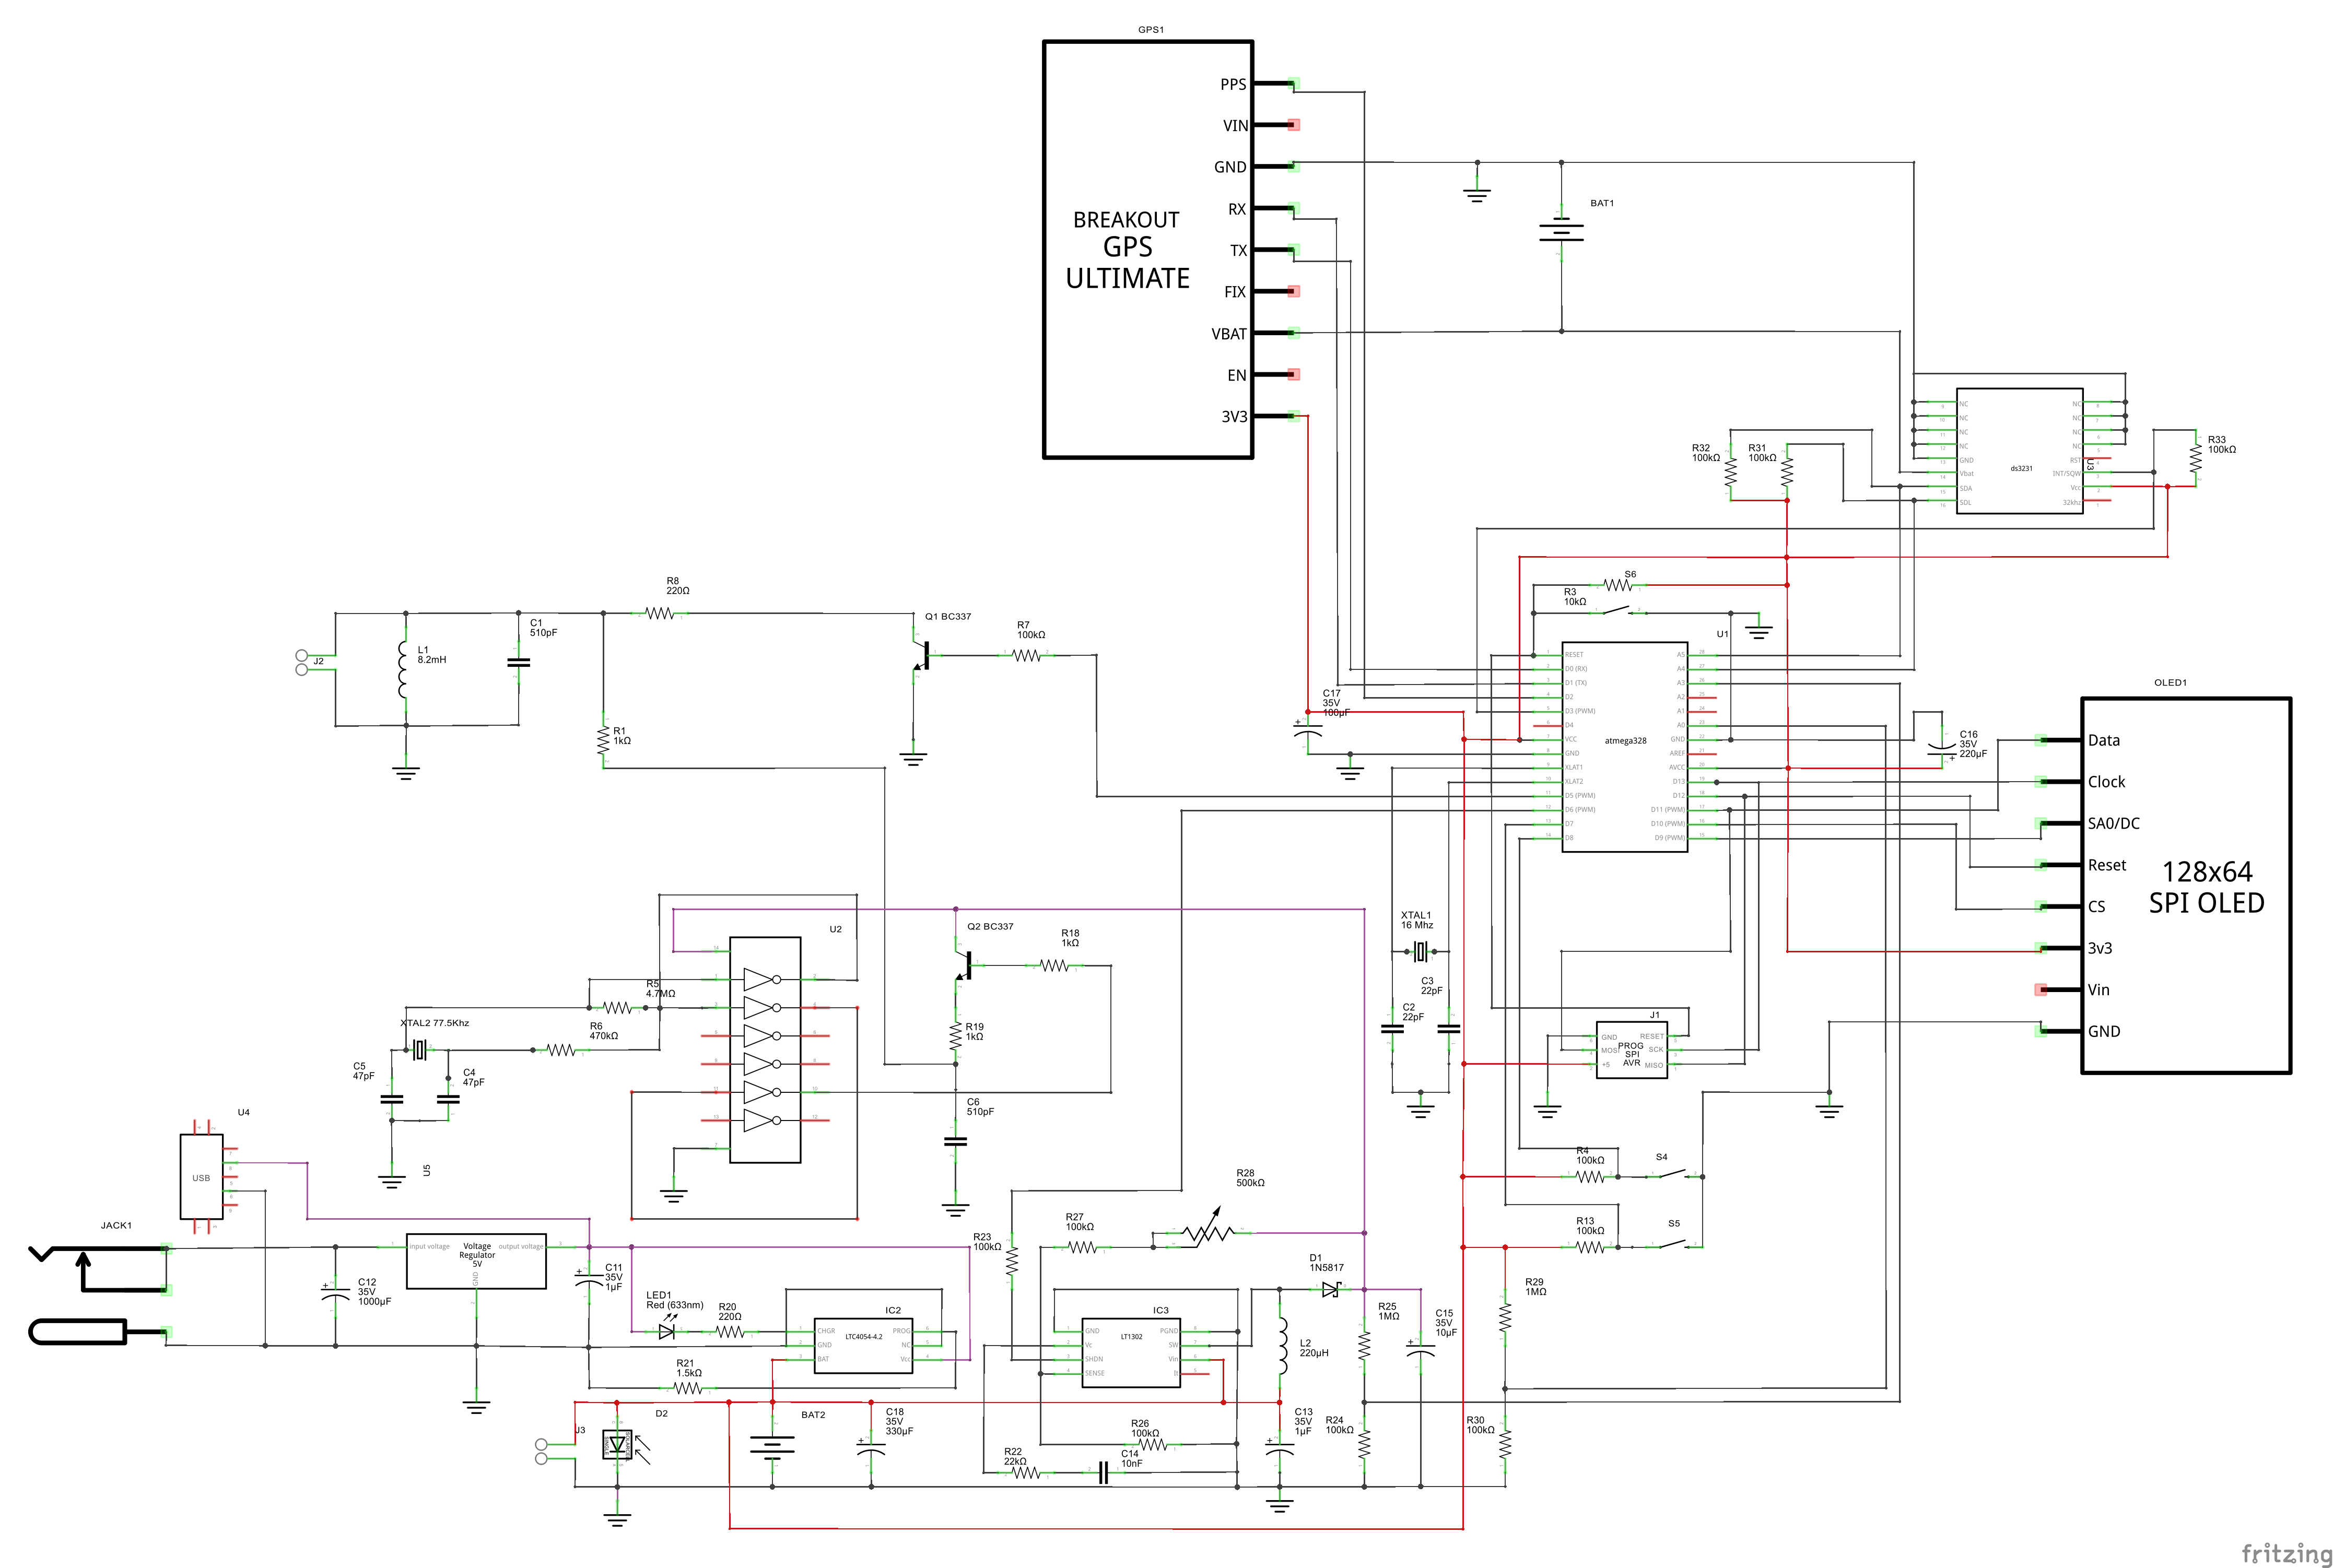 GPS1
PPS
VIN
GND
RX
TX
FIX
VBAT
EN
3V3
BREAKOUT
GPS
ULTIMATE
BAT1
NC
NC
NC
NC
GND
Vbat
SDA
SDL
ds3231
NC
NC
NC
NC
RST
INT/SQW
Vcc
32khz
U3
R32
100kΩ
R31
100kΩ
R33
100kΩ
S6
R3
10kΩ
U1
RESET
D0 (RX)
D1 (TX)
D2
D3 (PWM)
D4
VCC
GND
XLAT1
XLAT2
D5 (PWM)
D6 (PWM)
D7
D8
atmega328
A5
A4
A3
A2
A1
A0
GND
AREF
AVCC
D13
D12
D11 (PWM)
D10 (PWM)
D9 (PWM)
C17
35V
100µF
C16
35V
220µF
OLED1
Data
Clock
SA0/DC
Reset
CS
3v3
Vin
GND
128x64
SPI OLED
R8
220Ω
C1
510pF
L1
8.2mH
J2
R1
1kΩ
Q1 BC337
R7
100kΩ
U2
Q2 BC337
R18
1kΩ
R19
1kΩ
C6
510pF
R5
4.7MΩ
R6
470kΩ
XTAL2 77.5Khz
C5
47pF
C4
47pF
U5
XTAL1
16 Mhz
C3
22pF
C2
22pF
J1
GND
MOSI
+5
PROG
SPI
AVR
RESET
SCK
MISO
R4
100kΩ
S4
R13
100kΩ
S5
U4
USB
JACK1
input voltage
Voltage
Regulator
5V
output voltage
GND
C12
35V
1000µF
C11
35V
1µF
LED1
Red (633nm)
R20
220Ω
IC2
CHGR
GND
BAT
LTC4054-4.2
PROG
NC
Vcc
R21
1.5kΩ
R23
100kΩ
R27
100kΩ
R28
500kΩ
IC3
GND
Vc
SHDN
SENSE
LT1302
PGND
SW
Vin
It
D1
1N5817
L2
220µH
R25
1MΩ
C15
35V
10µF
R29
1MΩ
J3
D2
BAT2
C18
35V
330µF
R26
100kΩ
R22
22kΩ
C14
10nF
C13
35V
1µF
R24
100kΩ
R30
100kΩ
fritzing